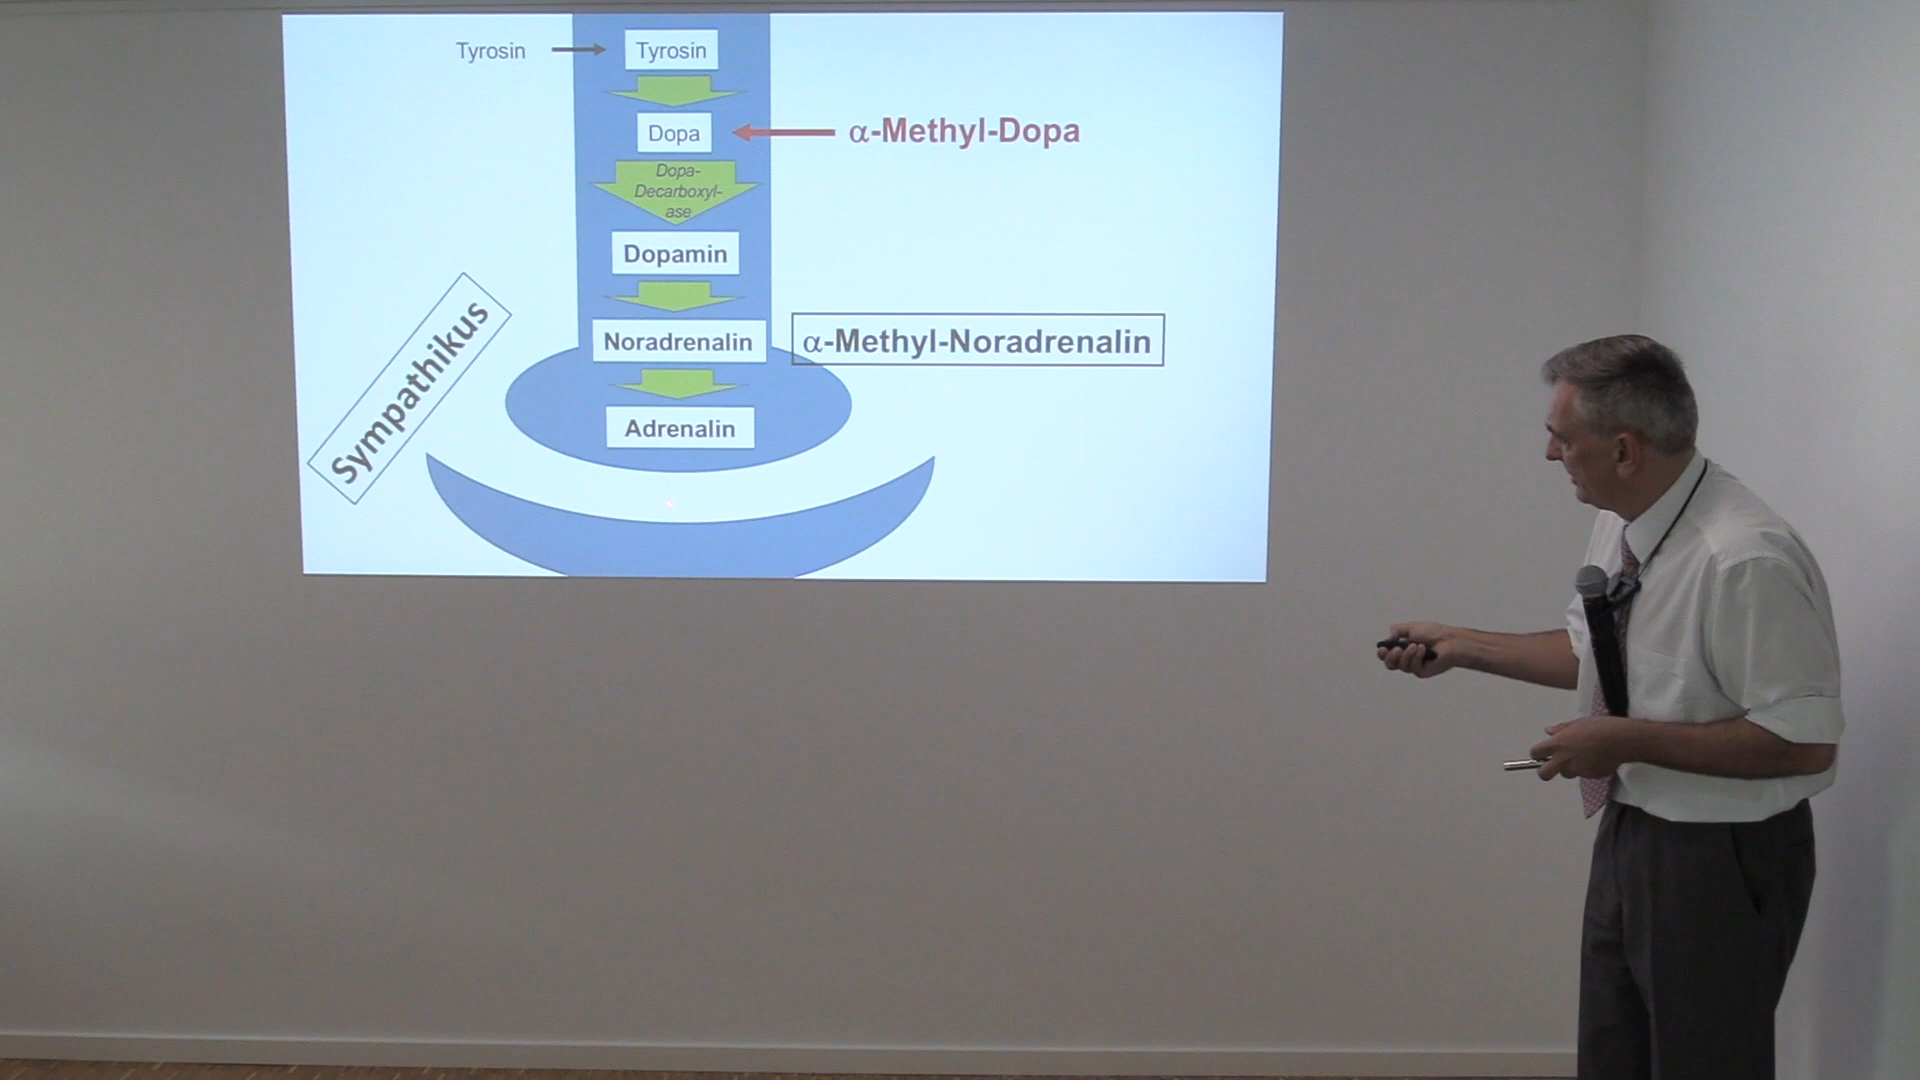 Tyrosin
Tyrosin
Dopa
α-Methyl-Dopa
Dopa-
Decarboxyl-
ase
Dopamin
Noradrenalin
α-Methyl-Noradrenalin
Sympathikus
Adrenalin